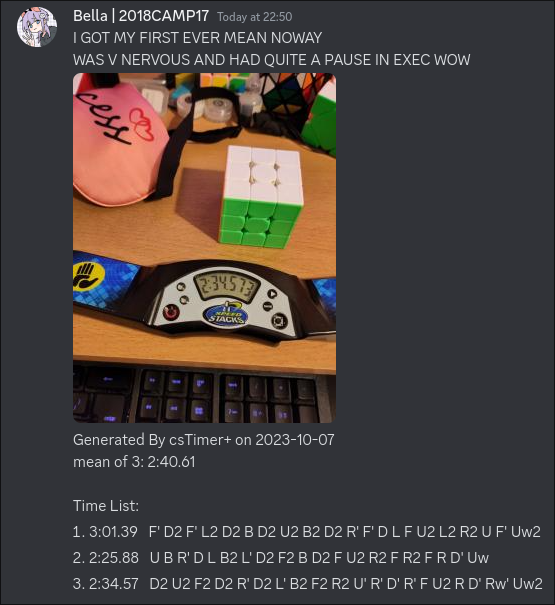 Bella | 2018CAMP17 Today at 22:50
I GOT MY FIRST EVER MEAN NOWAY
WAS V NERVOUS AND HAD QUITE A PAUSE IN EXEC WOW
cess
2:34.573
SPEED
STACKS
Generated By csTimer+ on 2023-10-07
mean of 3: 2:40.61
Time List:
1. 3:01.39 F' D2 F' L2 D2 B D2 U2 B2 D2 R' F' D L F U2 L2 R2 U F' Uw2
2. 2:25.88 U B R' D L B2 L' D2 F2 B D2 F U2 R2 F R2 F R D' Uw
3. 2:34.57 D2 U2 F2 D2 R' D2 L' B2 F2 R2 U' R' D' R' F U2 R D' Rw' Uw2